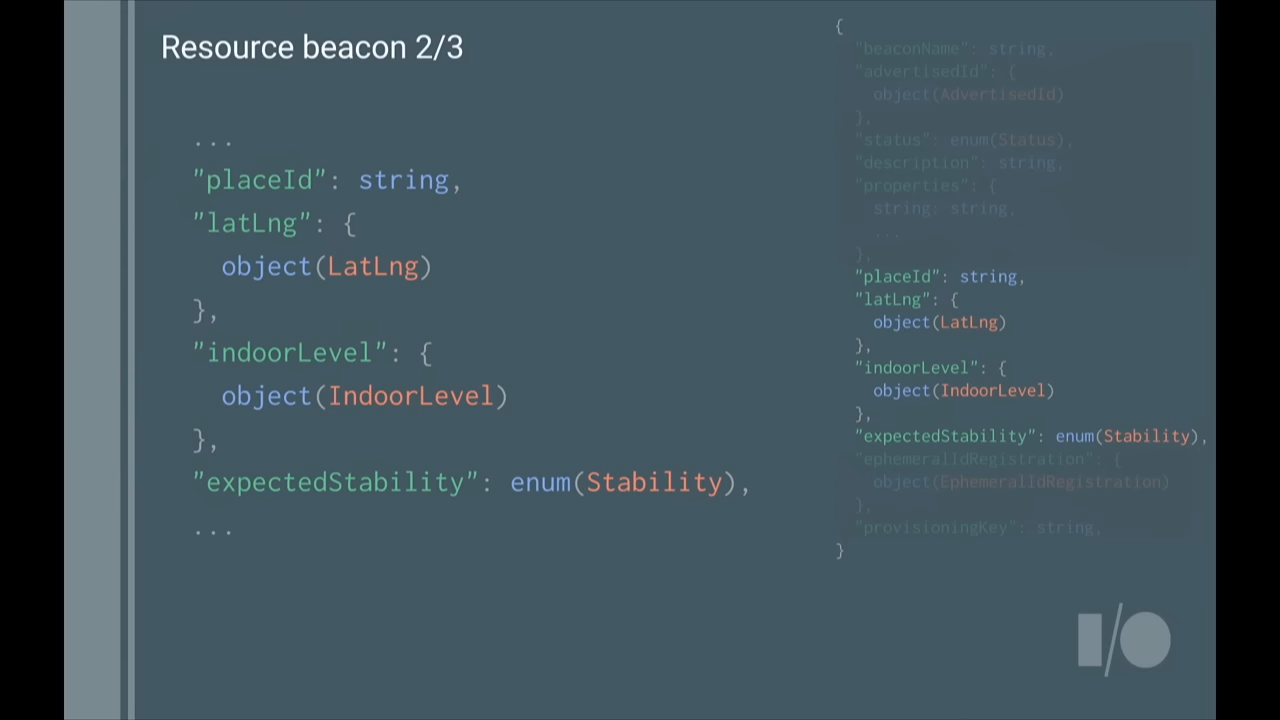 Resource beacon 2/3
...
"placeId": string,
"latLng": {
object(LatLng)
},
"indoorLevel": {
object(IndoorLevel)
},
"expectedStability": enum(Stability),
...
{
"beaconName": string,
"advertisedId": {
object(AdvertisedId)
},
"status": enum(Status),
"description": string,
"properties": {
string: string,
...
},
"placeId": string,
"latLng": {
object(LatLng)
},
"indoorLevel": {
object(IndoorLevel)
},
"expectedStability": enum(Stability),
"ephemeralIdRegistration": {
object(EphemeralIdRegistration)
},
"provisioningKey": string,
}
I/O